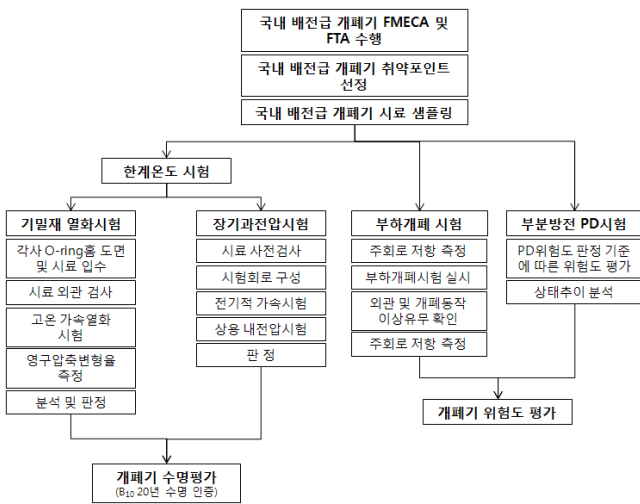 국내 배전급 개폐기 FMECA 및
FTA 수행
국내 배전급 개폐기 취약포인트
선정
국내 배전급 개폐기 시료 샘플링
한계온도 시험
기밀재 열화시험
각사 O-ring홈 도면
및 시료 입수
시료 외관 검사
고온 가속열화
시험
영구압축변형율
측정
분석 및 판정
장기과전압시험
시료 사전검사
시험회로 구성
전기적 가속시험
상용 내전압시험
판 정
부하개폐 시험
주회로 저항 측정
부하개폐시험 실시
외관 및 개폐동작
이상유무 확인
주회로 저항 측정
부분방전 PD시험
PD위험도 판정 기준
에 따른 위험도 평가
상태추이 분석
개폐기 위험도 평가
개폐기 수명평가
(B10 20년 수명 인증)